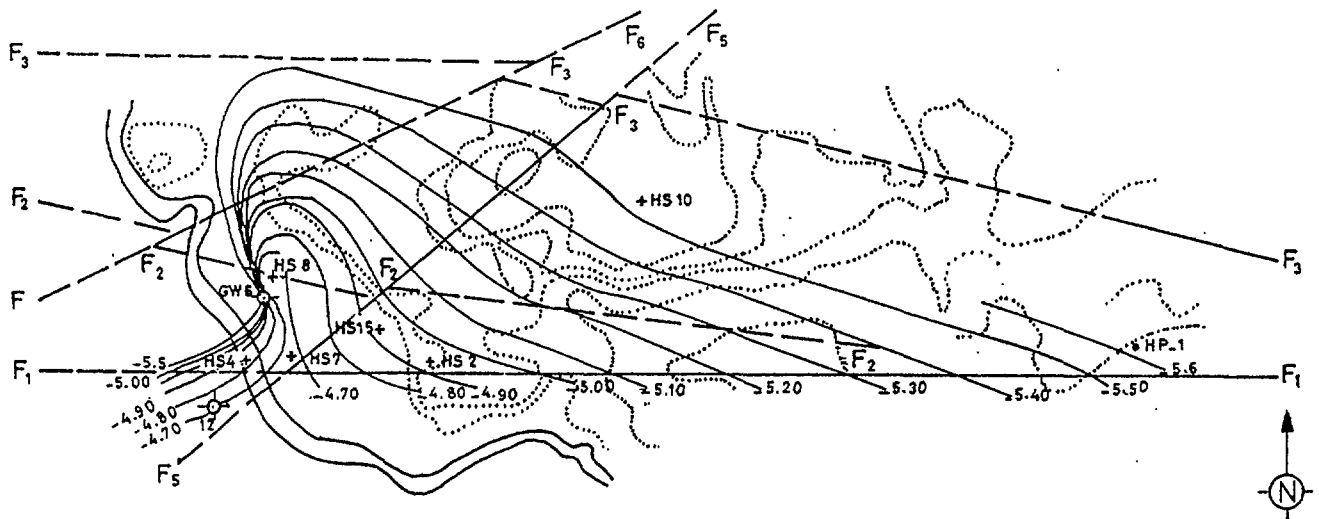 F₃
F₆
F₅
F₃
F₃
HS 10
F₂
F₂
HS 8
GW6
F₂
F₃
F
HS15
HP-1
-5.5
HS4
HS7
HS 2
F₂
F₁
-5.00
-4.70
-4.80
-4.90
-5.00
-5.10
-5.20
-5.30
-5.40
-5.50
-5.6
F₁
-4.90
-4.80
-4.70
12
F₅
N